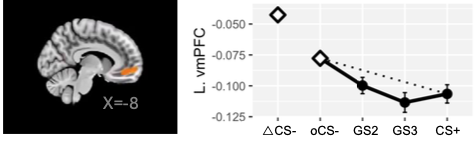 X=-8
L. vmPFC
-0.050
-0.075
-0.100
-0.125
△CS- oCS- GS2 GS3 CS+